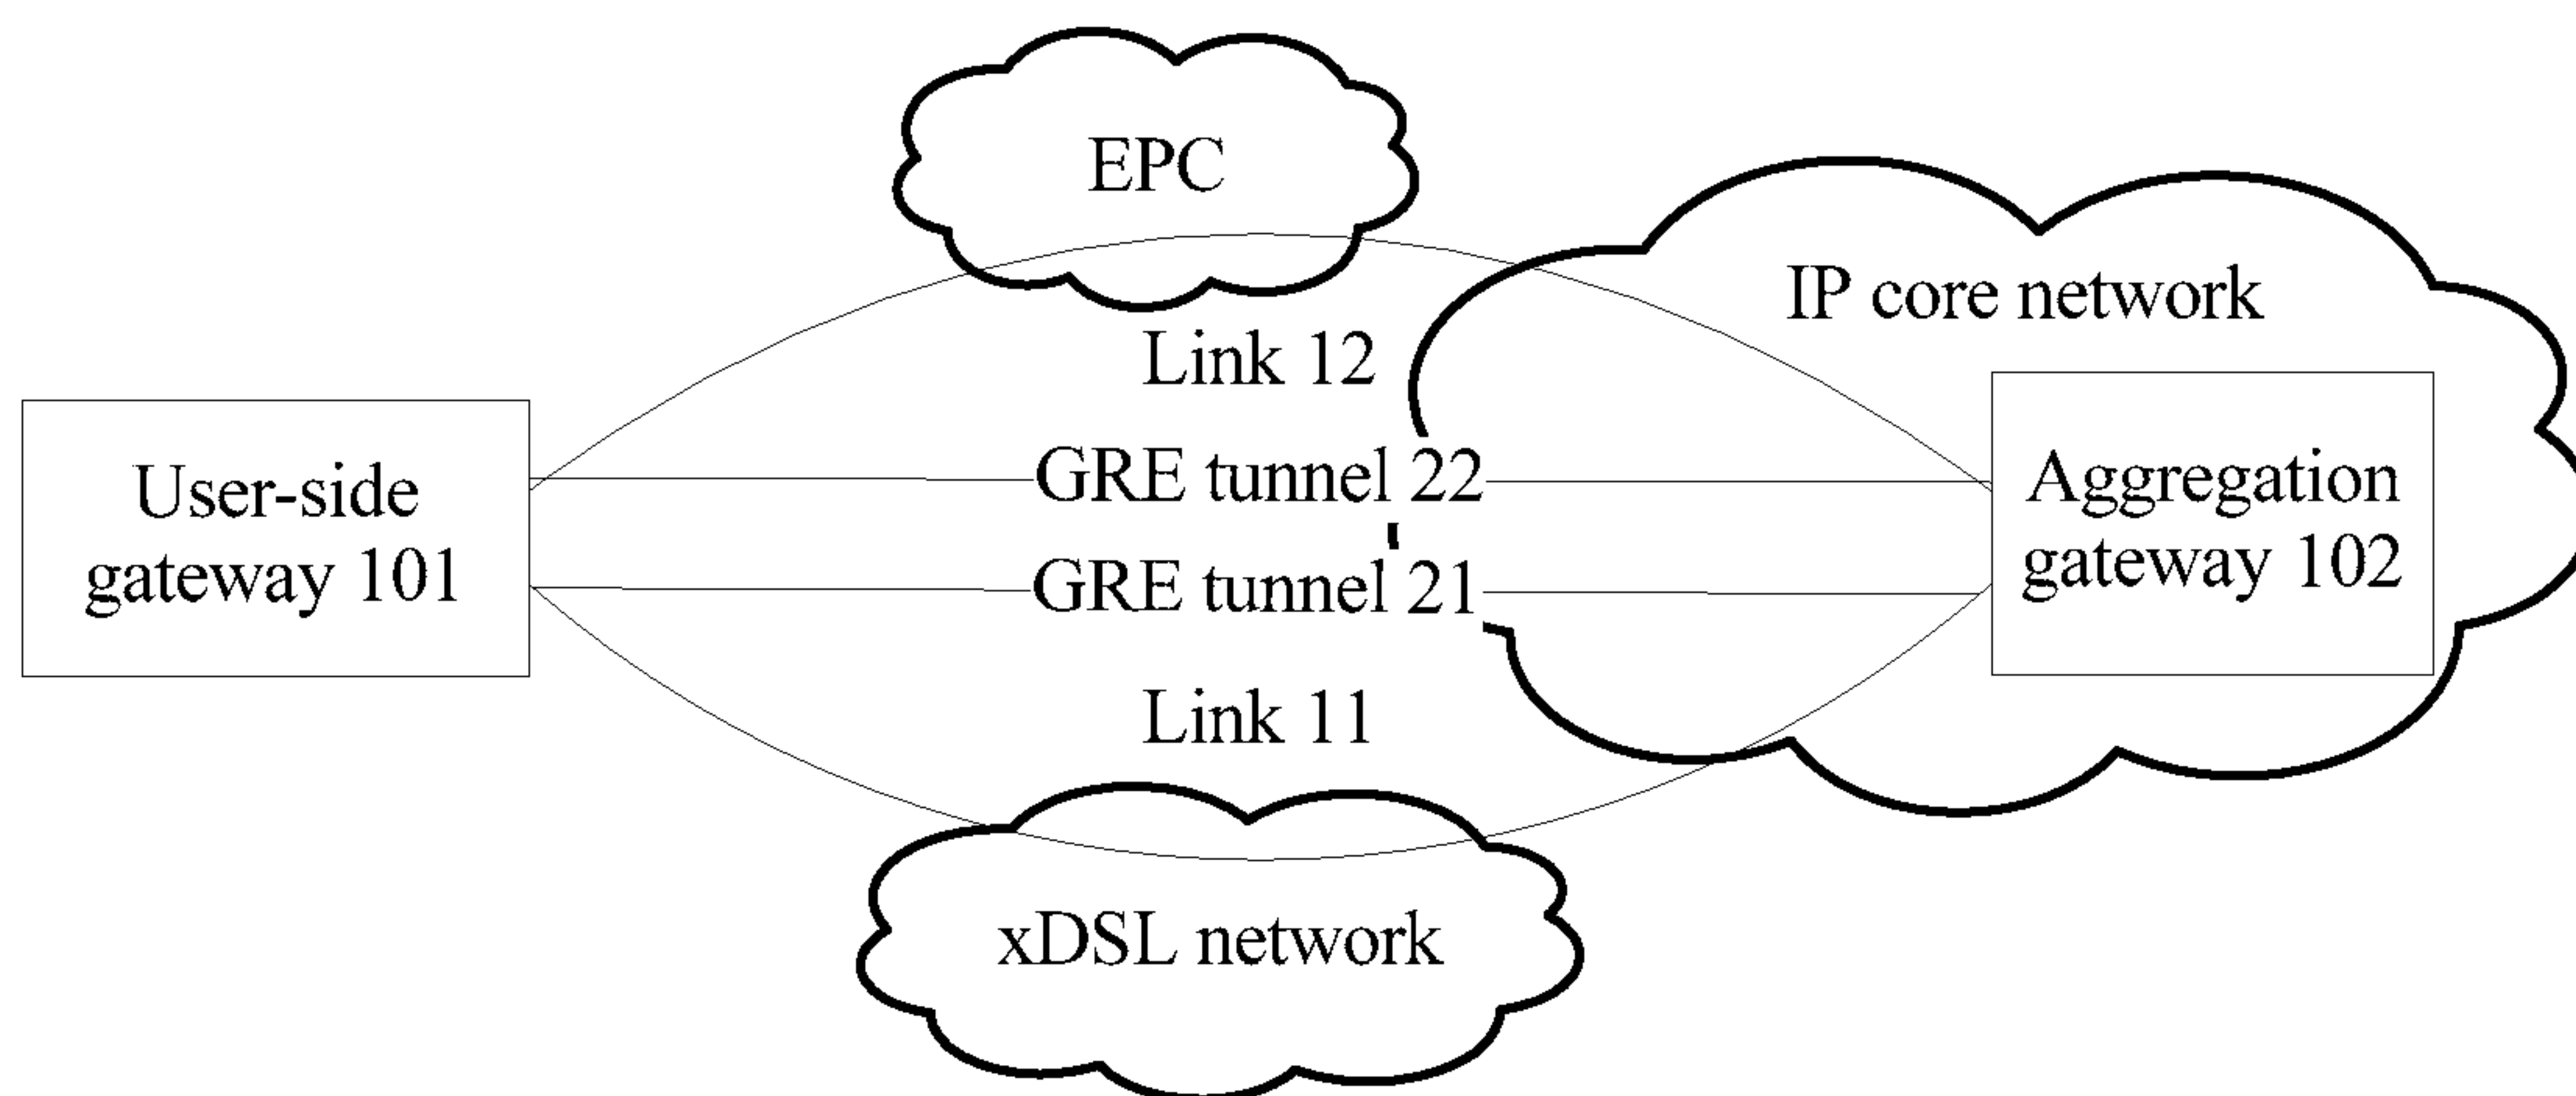 EPC
IP core network
Link 12
User-side
gateway 101
GRE tunnel 22
GRE tunnel 21
Aggregation
gateway 102
Link 11
xDSL network